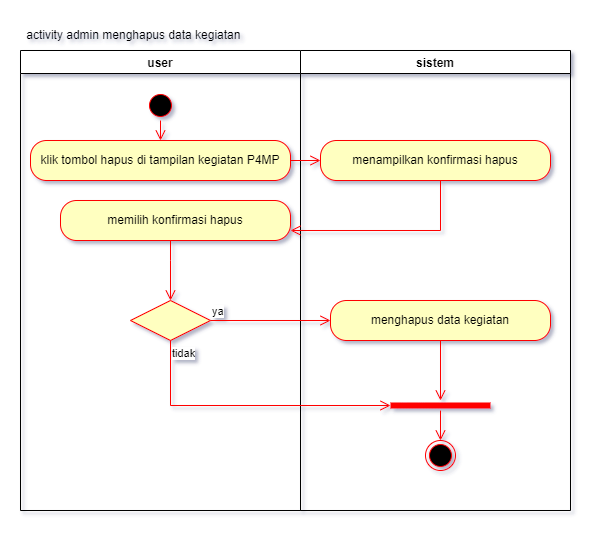 activity admin menghapus data kegiatan
user
sistem
klik tombol hapus di tampilan kegiatan P4MP
menampilkan konfirmasi hapus
memilih konfirmasi hapus
ya
menghapus data kegiatan
tidak